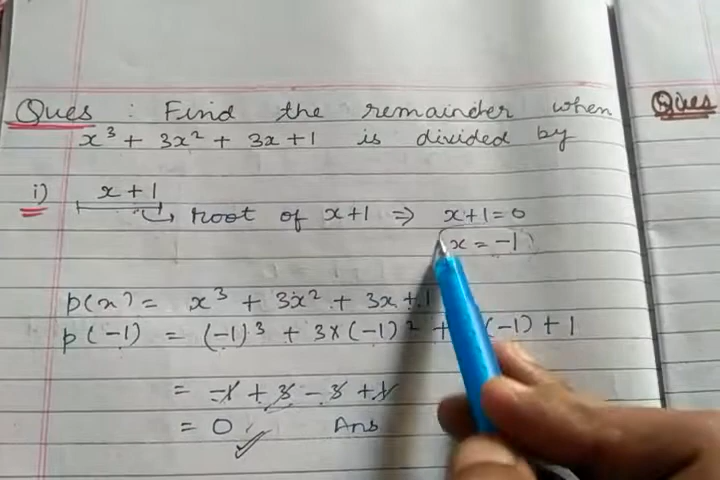 Ques : Find the remainder when
x³ + 3x² + 3x + 1 is divided by
i) x + 1
root of x+1 ⇒ x+1 = 0
x = -1
p(x) = x³ + 3x² + 3x + 1
p(-1) = (-1)³ + 3×(-1)² + (-1) + 1
= -1 + 3 - 3 + 1
= 0 Ans
Ques